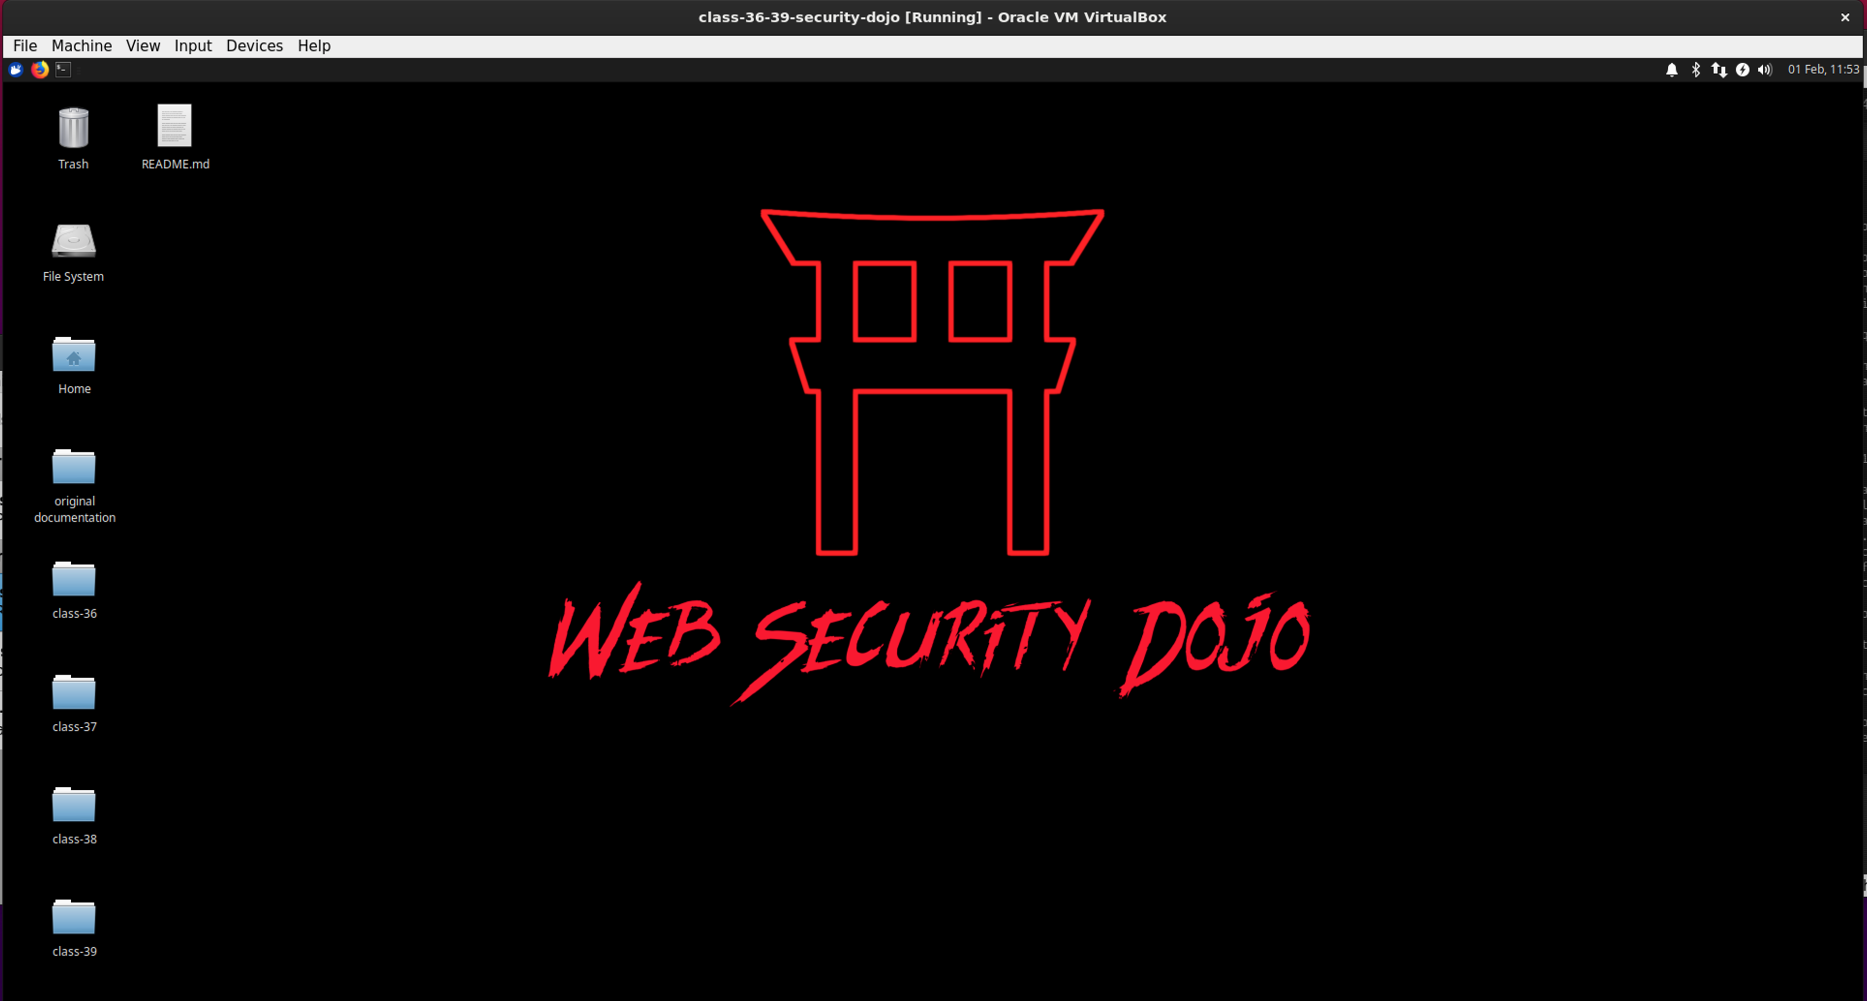 class-36-39-security-dojo [Running] - Oracle VM VirtualBox
File Machine View Input Devices Help
01 Feb, 11:53
Trash
README.md
File System
Home
original
documentation
class-36
class-37
class-38
class-39
WEB SECURITY DOJO